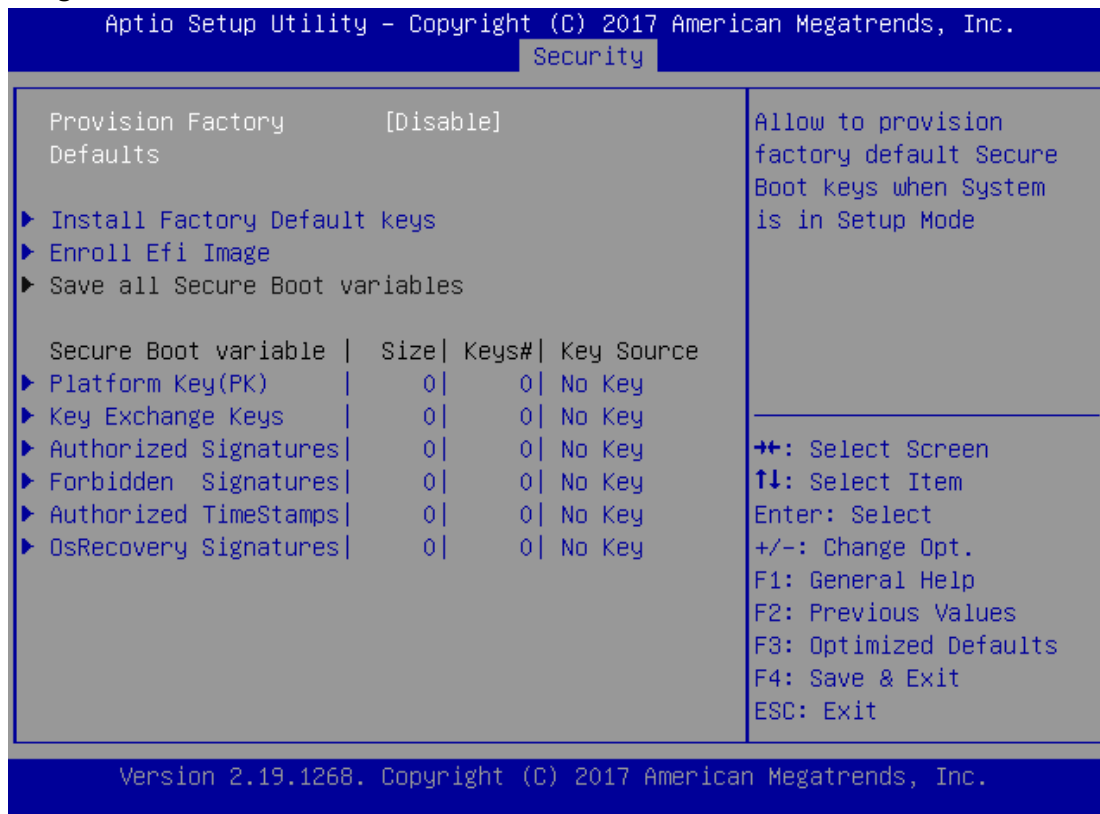 Aptio Setup Utility – Copyright (C) 2017 American Megatrends, Inc.
Security
Provision Factory [Disable]
Defaults
▶ Install Factory Default keys
▶ Enroll Efi Image
▶ Save all Secure Boot variables
Secure Boot variable | Size| Keys#| Key Source
▶ Platform Key(PK) | 0| 0| No Key
▶ Key Exchange Keys | 0| 0| No Key
▶ Authorized Signatures| 0| 0| No Key
▶ Forbidden Signatures| 0| 0| No Key
▶ Authorized TimeStamps| 0| 0| No Key
▶ OsRecovery Signatures| 0| 0| No Key
Allow to provision
factory default Secure
Boot keys when System
is in Setup Mode
→←: Select Screen
↑↓: Select Item
Enter: Select
+/-: Change Opt.
F1: General Help
F2: Previous Values
F3: Optimized Defaults
F4: Save & Exit
ESC: Exit
Version 2.19.1268. Copyright (C) 2017 American Megatrends, Inc.